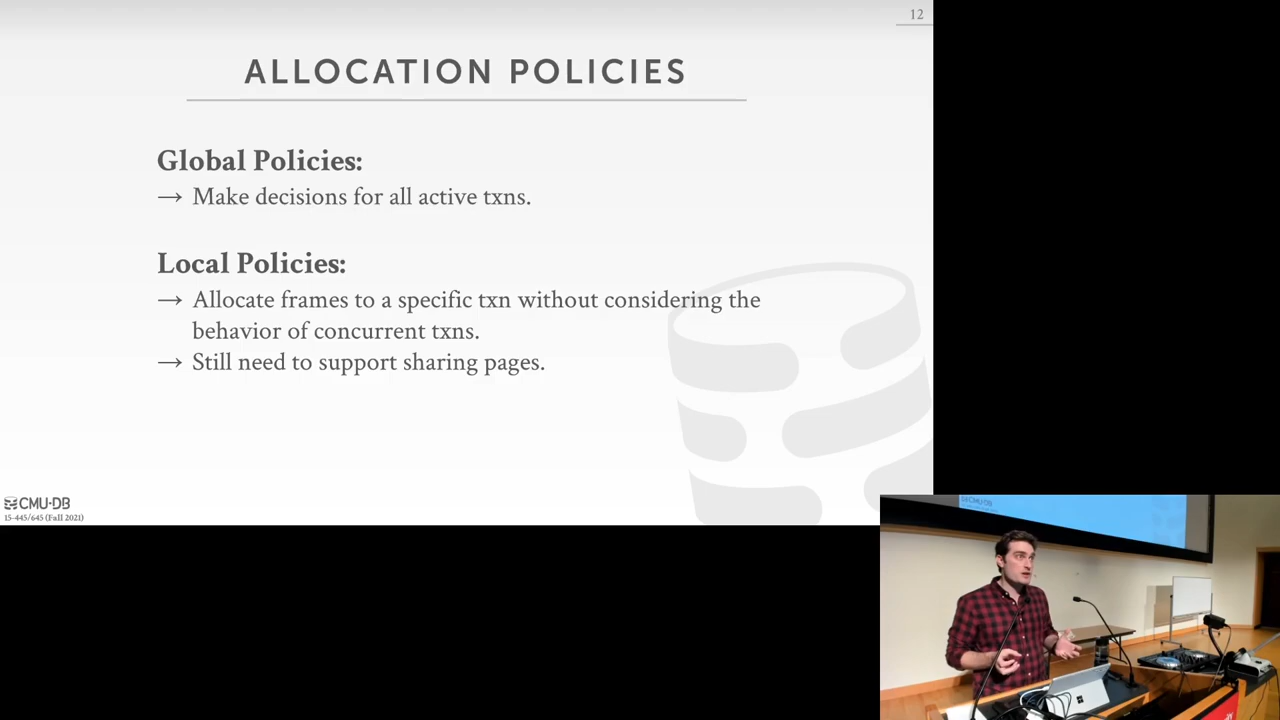 12
ALLOCATION POLICIES
Global Policies:
→ Make decisions for all active txns.
Local Policies:
→ Allocate frames to a specific txn without considering the
behavior of concurrent txns.
→ Still need to support sharing pages.
CMU·DB
15-445/645 (Fall 2021)